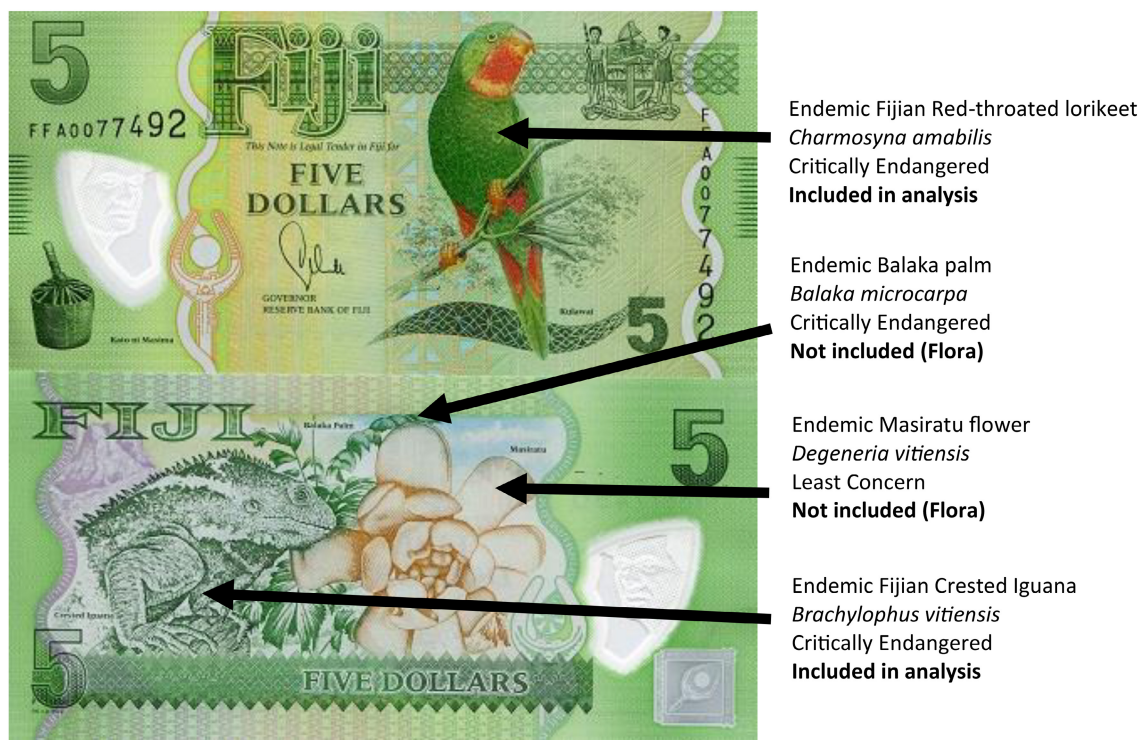 5
Fiji
FFA0077492
This Note is Legal Tender in Fiji for
FIVE
DOLLARS
GOVERNOR
RESERVE BANK OF FIJI
Kato ni Masima
Kulawai
5
FFA0077492
FIJI
Balaka Palm
Masiratu
5
Crested Iguana
5
FIVE DOLLARS
Endemic Fijian Red-throated lorikeet
Charmosyna amabilis
Critically Endangered
Included in analysis
Endemic Balaka palm
Balaka microcarpa
Critically Endangered
Not included (Flora)
Endemic Masiratu flower
Degeneria vitiensis
Least Concern
Not included (Flora)
Endemic Fijian Crested Iguana
Brachylophus vitiensis
Critically Endangered
Included in analysis